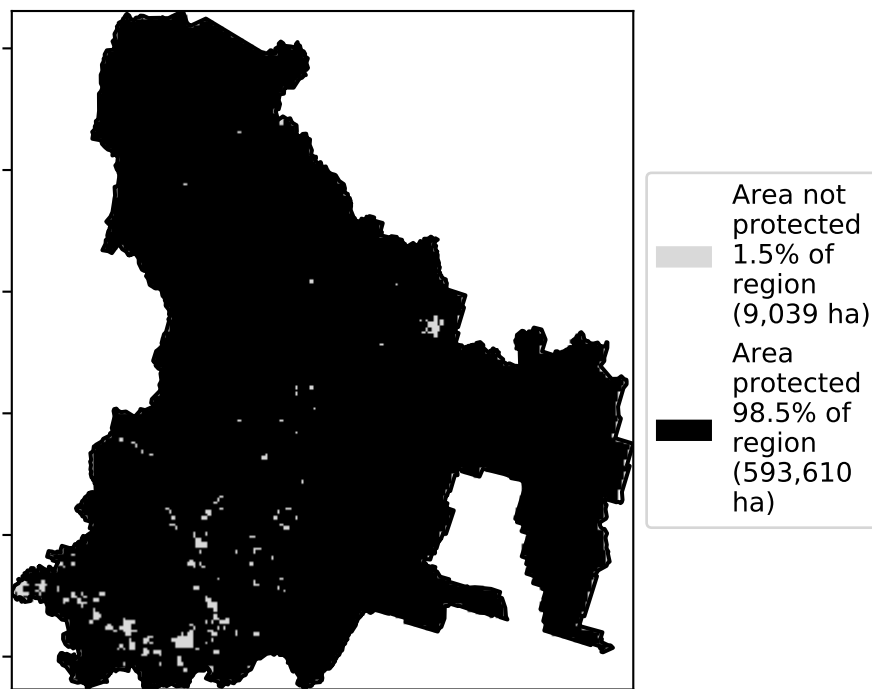 Area not
protected
1.5% of
region
(9,039 ha)
Area
protected
98.5% of
region
(593,610
ha)